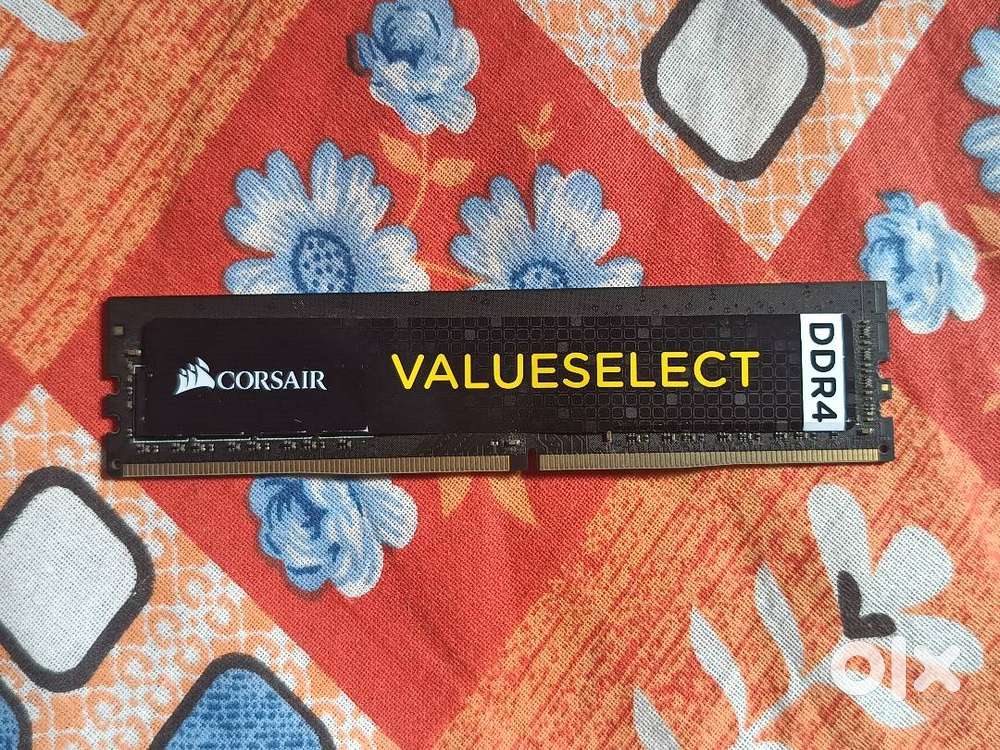 CORSAIR
VALUESELECT
DDR4
olx